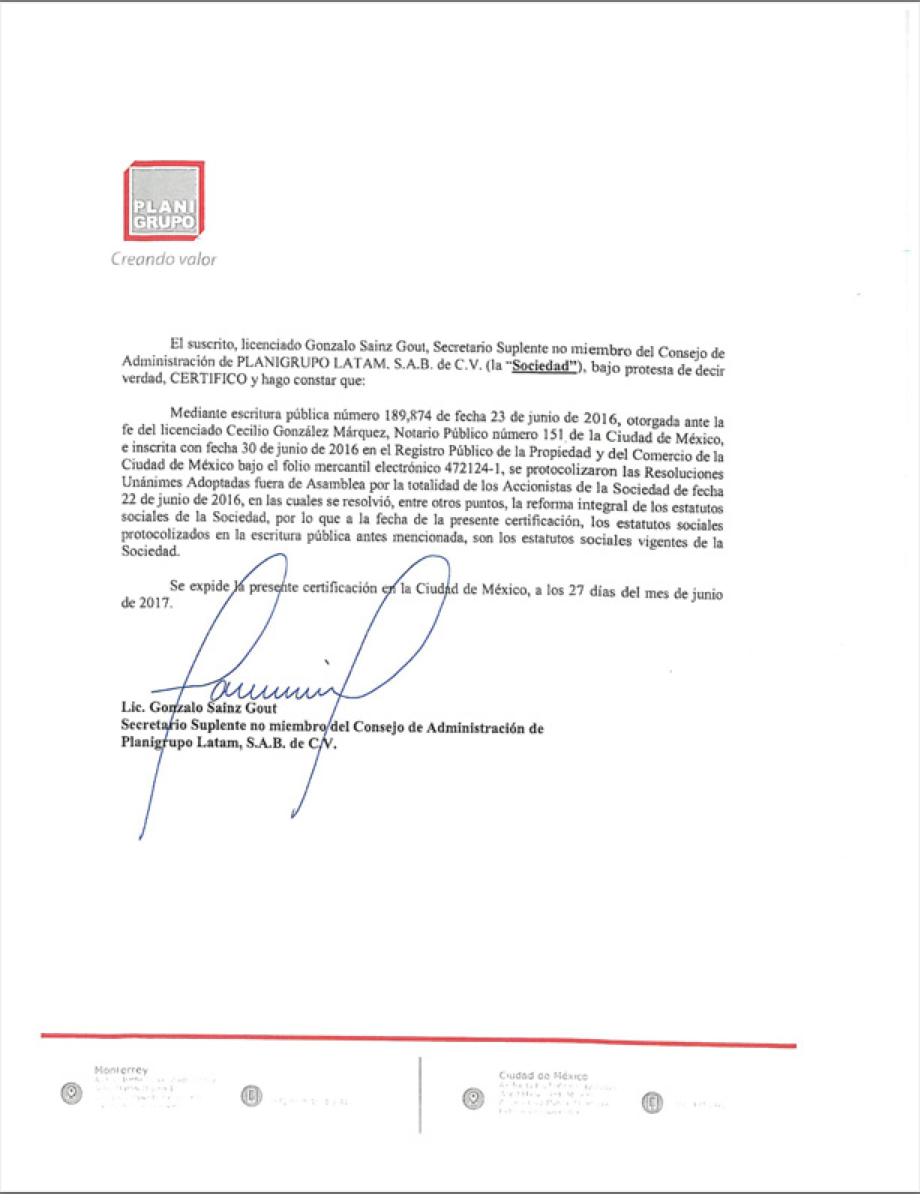 PLANI
GRUPO
Creando valor
El suscrito, licenciado Gonzalo Sainz Gout, Secretario Suplente no miembro del Consejo de
Administración de PLANIGRUPO LATAM. S.A.B. de C.V. (la "Sociedad"), bajo protesta de decir
verdad, CERTIFICO y hago constar que:
Mediante escritura pública número 189,874 de fecha 23 de junio de 2016, otorgada ante la
fe del licenciado Cecilio González Márquez, Notario Público número 151 de la Ciudad de México,
e inscrita con fecha 30 de junio de 2016 en el Registro Público de la Propiedad y del Comercio de la
Ciudad de México bajo el folio mercantil electrónico 472124-1, se protocolizaron las Resoluciones
Unánimes Adoptadas fuera de Asamblea por la totalidad de los Accionistas de la Sociedad de fecha
22 de junio de 2016, en las cuales se resolvió, entre otros puntos, la reforma integral de los estatutos
sociales de la Sociedad, por lo que a la fecha de la presente certificación, los estatutos sociales
protocolizados en la escritura pública antes mencionada, son los estatutos sociales vigentes de la
Sociedad.
Se expide la presente certificación en la Ciudad de México, a los 27 días del mes de junio
de 2017.
Lic. Gonzalo Sainz Gout
Secretario Suplente no miembro del Consejo de Administración de
Planigrupo Latam, S.A.B. de C.V.
Monterrey
Ciudad de México